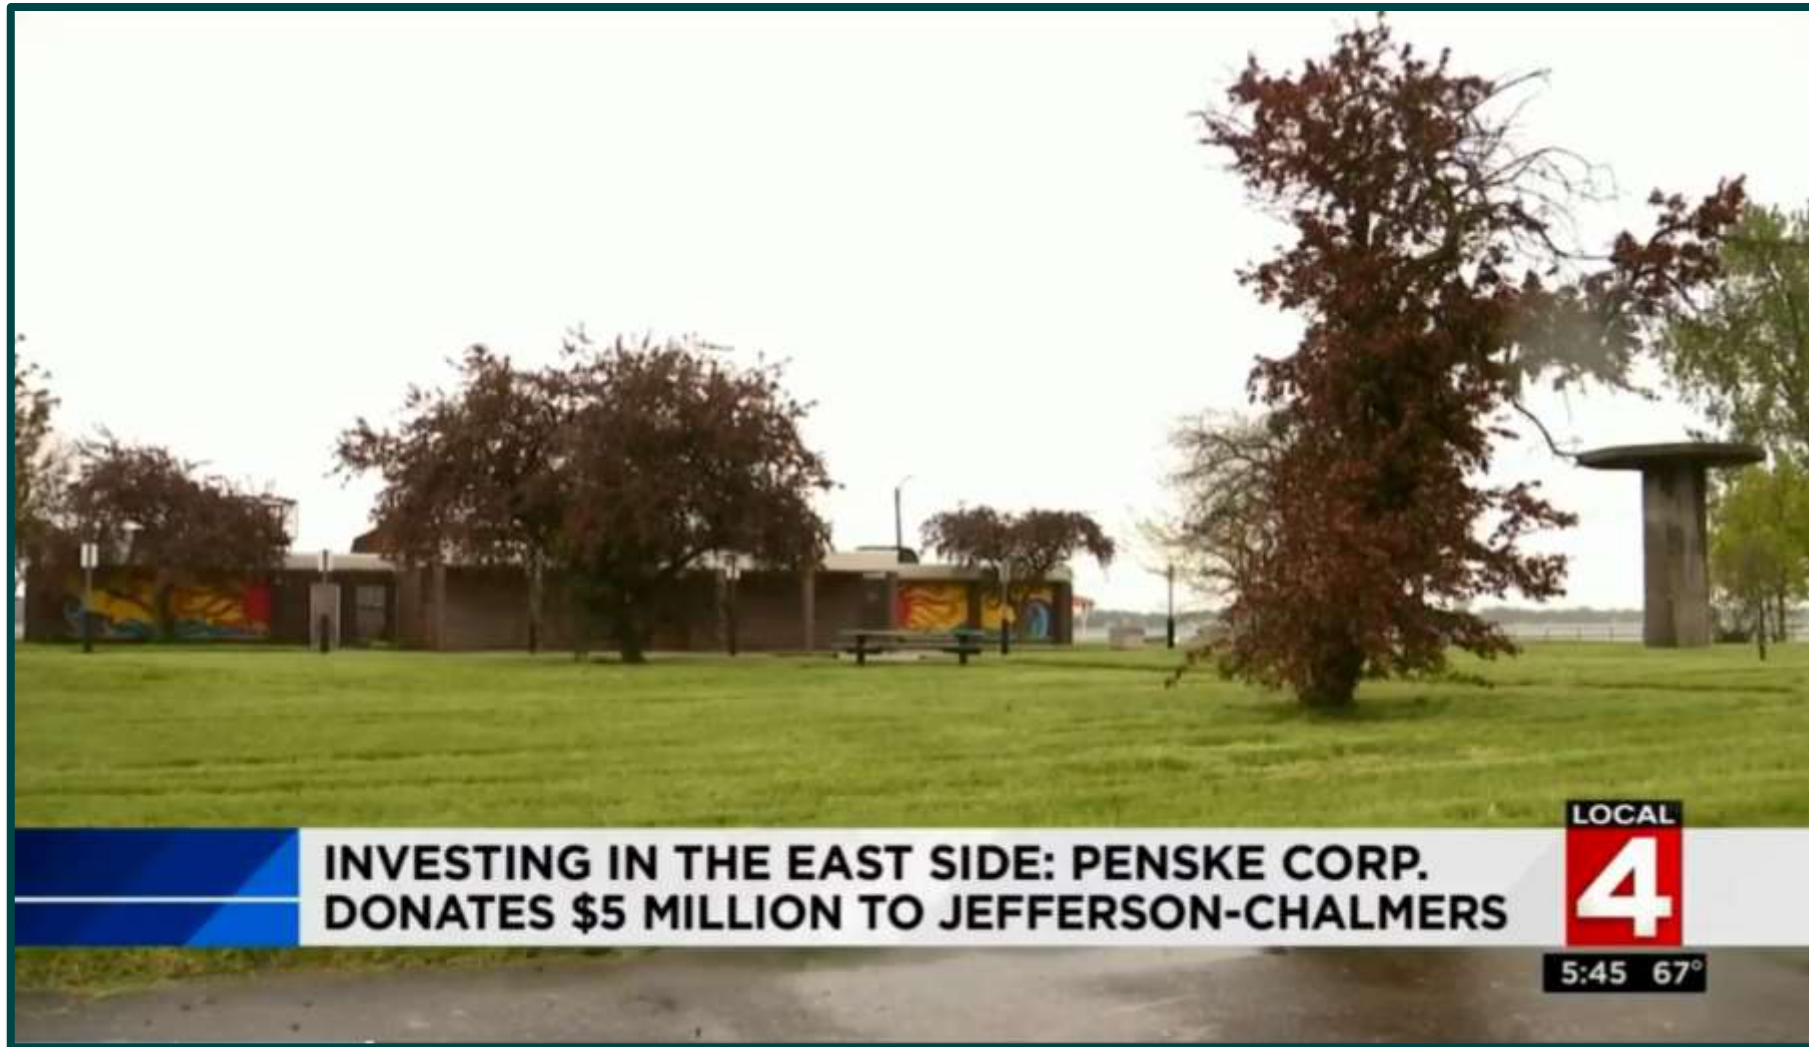 INVESTING IN THE EAST SIDE: PENSKE CORP.
DONATES $5 MILLION TO JEFFERSON-CHALMERS
LOCAL
4
5:45 67°